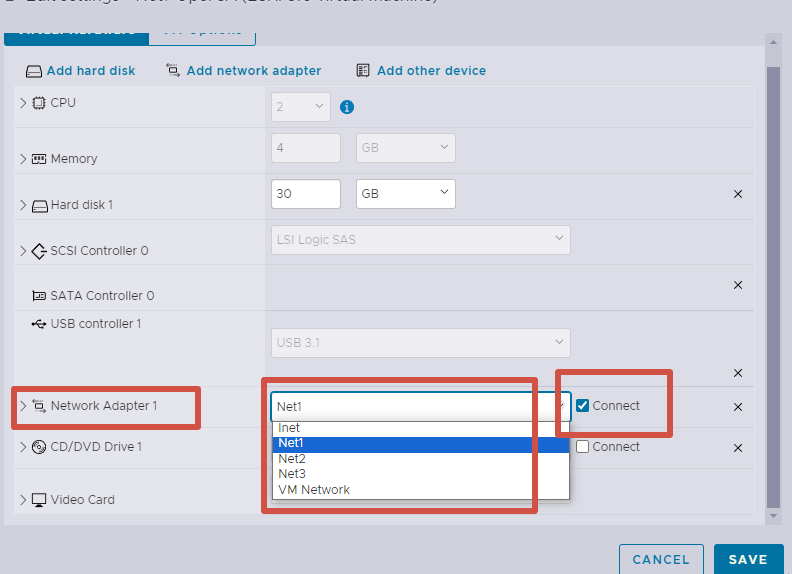 Add hard disk Add network adapter Add other device
CPU 2
Memory 4 GB
Hard disk 1 30 GB
SCSI Controller 0 LSI Logic SAS
SATA Controller 0
USB controller 1
USB 3.1
Network Adapter 1 Net1 Connect
Inet
Net1
Net2
Net3
VM Network
CD/DVD Drive 1 Connect
Video Card
CANCEL SAVE